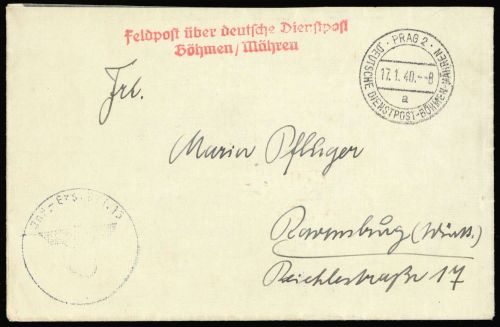 Feldpost über deutsche Dienstpost
Böhmen/Mähren
PRAG 2
17.1.40.-8
a
DEUTSCHE DIENSTPOST-BÖHMEN-MÄHREN
Frl.
Maria Pfluger
Ravensburg (Württ.)
Reichlestraße 17